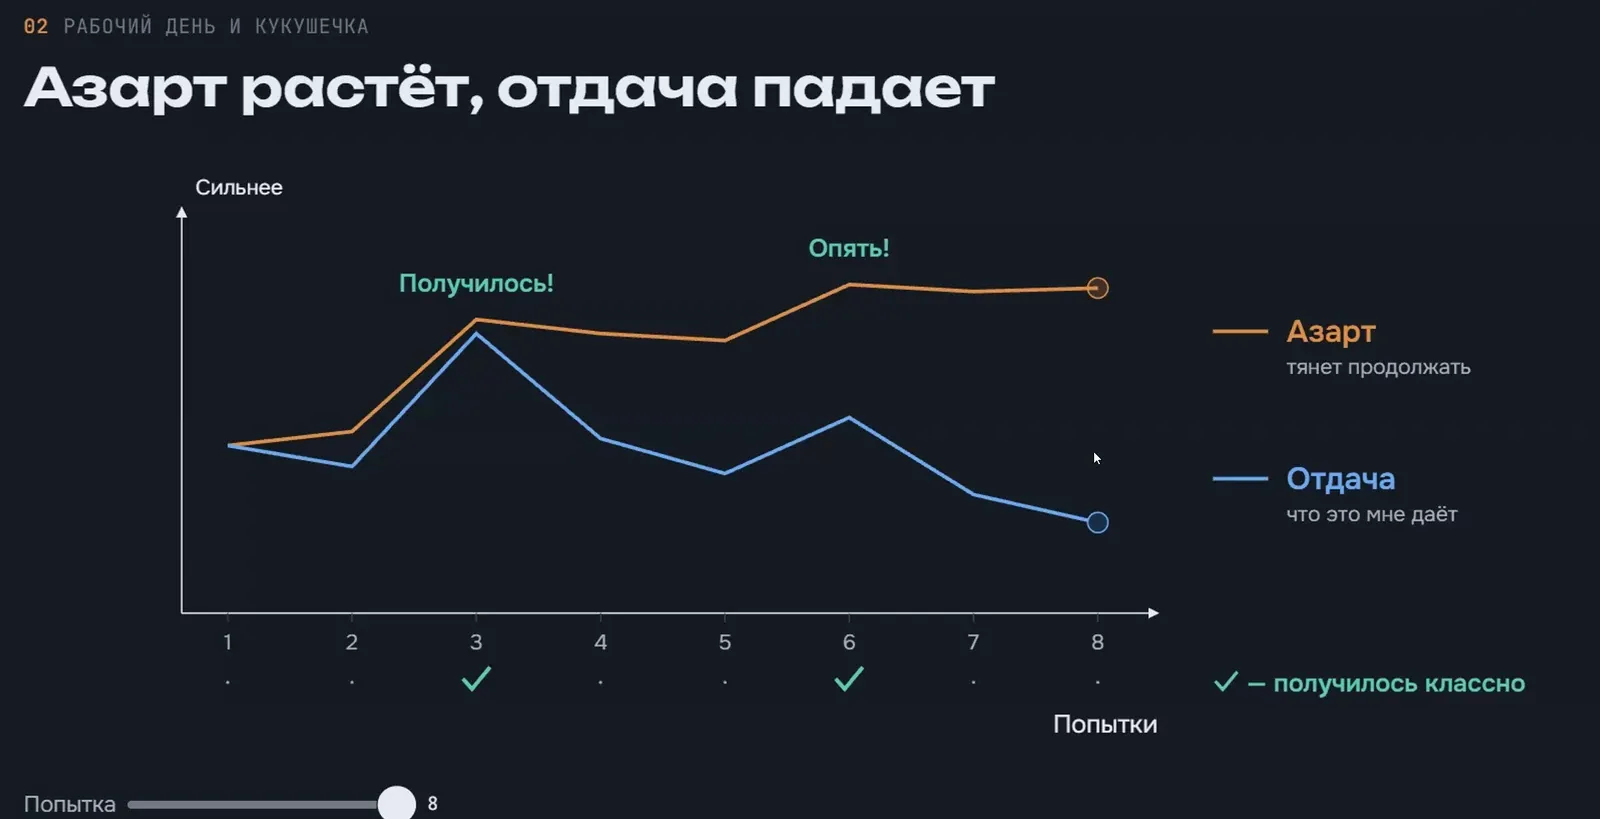 02 РАБОЧИЙ ДЕНЬ И КУКУШЕЧКА
Азарт растёт, отдача падает
Сильнее
Опять!
Получилось!
Азарт
тянет продолжать
Отдача
что это мне даёт
1 2 3 4 5 6 7 8
✓ — получилось классно
Попытки
Попытка 8